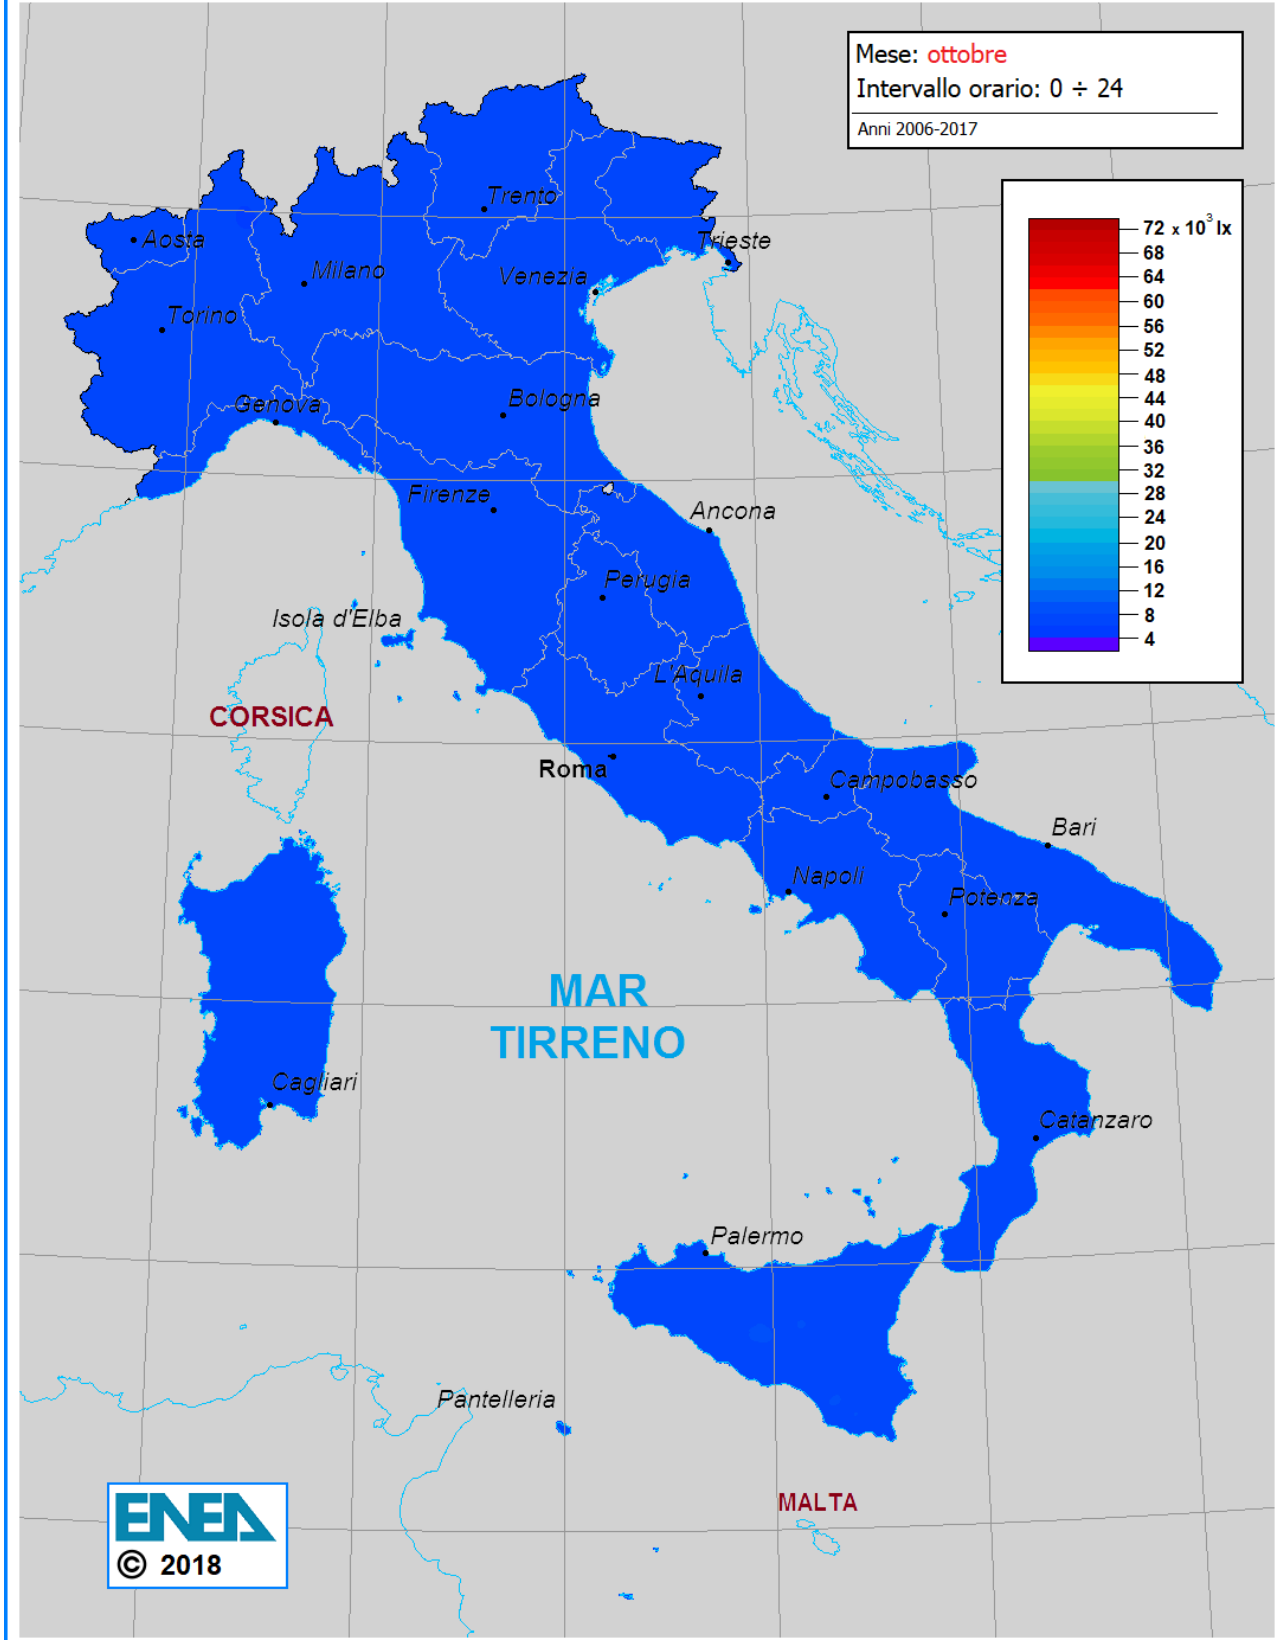 Mese: ottobre
Intervallo orario: 0 ÷ 24
Anni 2006-2017
72 x 10³ lx
68
64
60
56
52
48
44
40
36
32
28
24
20
16
12
8
4
Trento
Aosta
Trieste
Milano
Venezia
Torino
Genova
Bologna
Firenze
Ancona
Perugia
Isola d'Elba
L'Aquila
CORSICA
Roma
Campobasso
Bari
Napoli
Potenza
MAR
TIRRENO
Cagliari
Catanzaro
Palermo
Pantelleria
MALTA
ENEA
© 2018